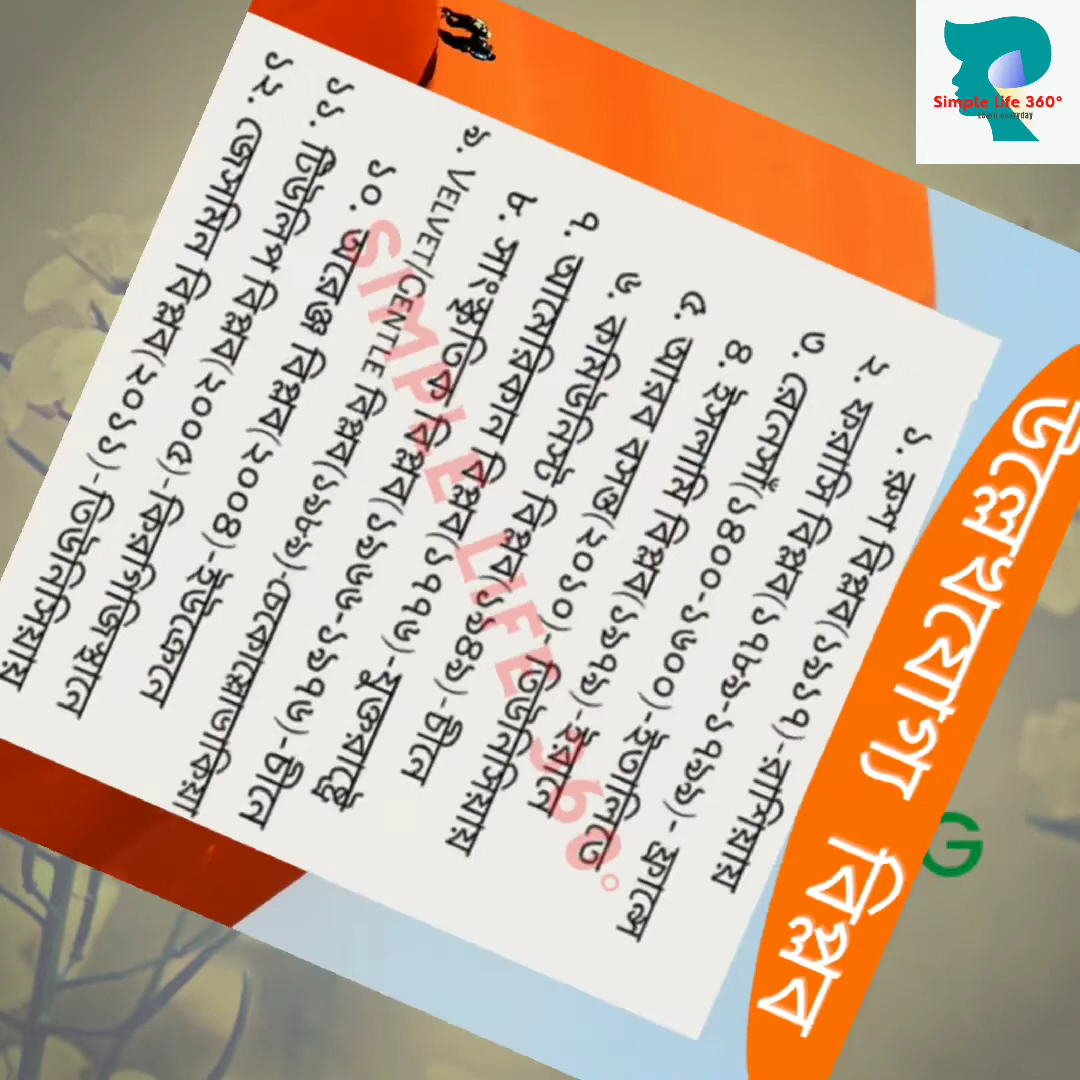 উল্লেখযোগ্য বিপ্লব
১. রুশ বিপ্লব(১৯১৭)-রাশিয়ায়
২. ফরাসি বিপ্লব(১৭৮৯-১৭৯৯)-ফ্রান্সে
৩. রেনেসাঁ(১৪০০-১৬০০)-ইতালিতে
৪. ইসলামি বিপ্লব(১৯৭৯)-ইরানে
৫. আরব বসন্ত(২০১০)- তিউনিসিয়ায়
৬. কমিউনিস্ট বিপ্লব(১৯৪৯)-চীনে
৭. আমেরিকান বিপ্লব(১৭৭৬)-যুক্তরাষ্ট্রে
৮. সাংস্কৃতিক বিপ্লব(১৯৬৬-১৯৭৬)-চীনে
৯. VELVET/GENTLE বিপ্লব(১৯৮৯)-চেকোস্লোভাকিয়া
১০. অরেঞ্জ বিপ্লব(২০০৪)-ইউক্রেনে
১১. টিউলিপ বিপ্লব(২০০৫)-কিরগিজিস্থানে
১২. জেসমিন বিপ্লব(২০১১)-তিউনিসিয়ায়
SIMPLE LIFE 360°
Simple life 360°
Learn everyday
G